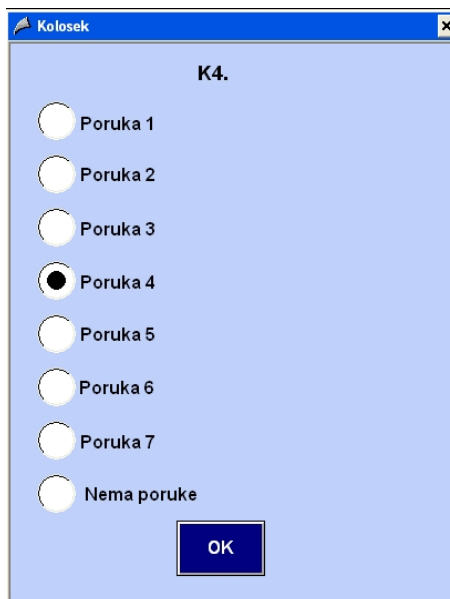 Kolosek
K4.
Poruka 1
Poruka 2
Poruka 3
Poruka 4
Poruka 5
Poruka 6
Poruka 7
Nema poruke
OK